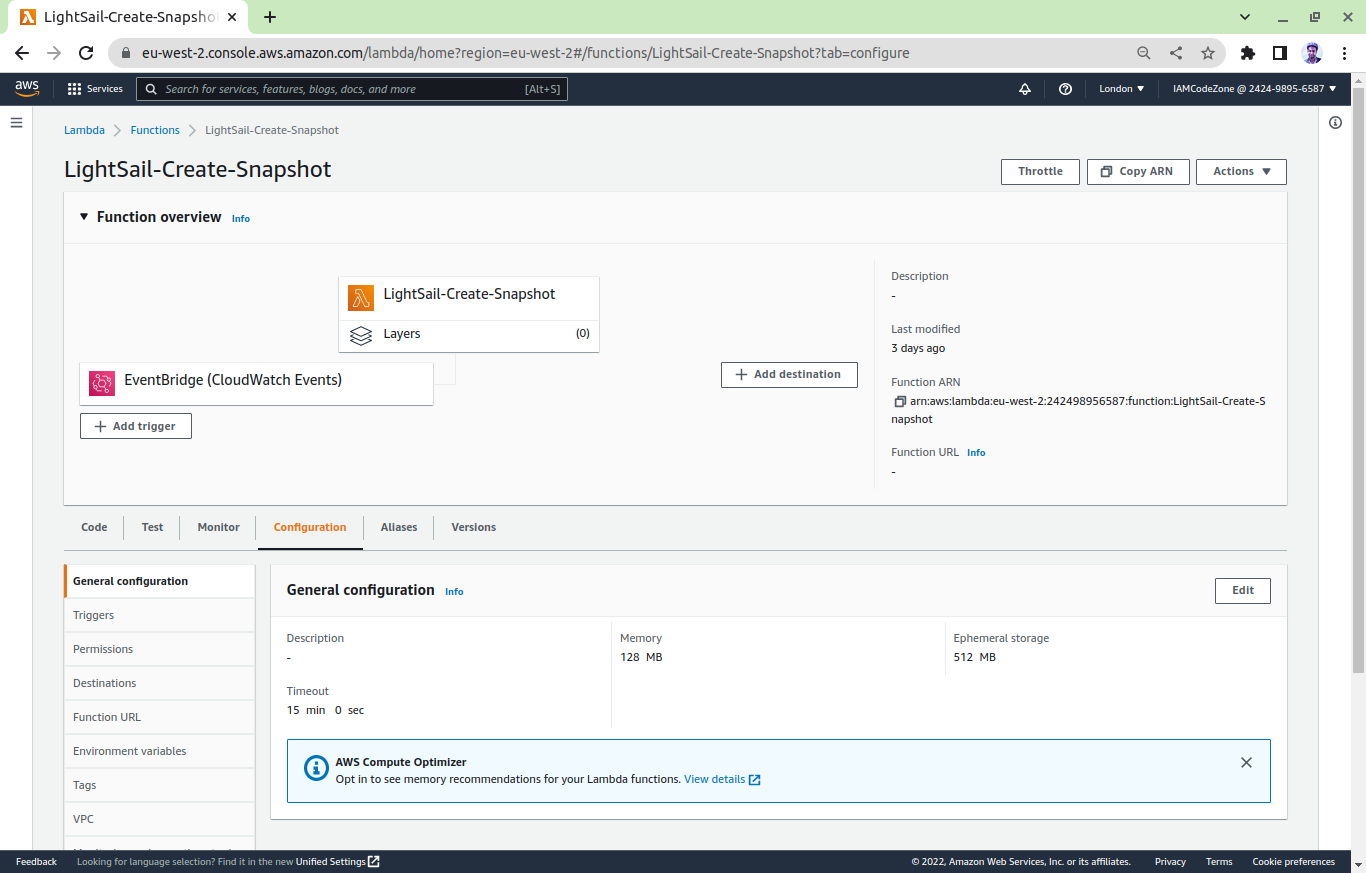 LightSail-Create-Snapsho
eu-west-2.console.aws.amazon.com/lambda/home?region=eu-west-2#/functions/LightSail-Create-Snapshot?tab=configure
aws
Services
Search for services, features, blogs, docs, and more
[Alt+S]
London
IAMCodeZone @ 2424-9895-6587
Lambda
Functions
LightSail-Create-Snapshot
LightSail-Create-Snapshot
Throttle
Copy ARN
Actions
Function overview
Info
LightSail-Create-Snapshot
Layers
(0)
EventBridge (CloudWatch Events)
Add trigger
Add destination
Description
-
Last modified
3 days ago
Function ARN
arn:aws:lambda:eu-west-2:242498956587:function:LightSail-Create-S
napshot
Function URL
Info
-
Code
Test
Monitor
Configuration
Aliases
Versions
General configuration
Triggers
Permissions
Destinations
Function URL
Environment variables
Tags
VPC
General configuration
Info
Edit
Description
-
Memory
128 MB
Ephemeral storage
512 MB
Timeout
15 min 0 sec
AWS Compute Optimizer
Opt in to see memory recommendations for your Lambda functions. View details
Feedback
Looking for language selection? Find it in the new Unified Settings
© 2022, Amazon Web Services, Inc. or its affiliates.
Privacy
Terms
Cookie preferences